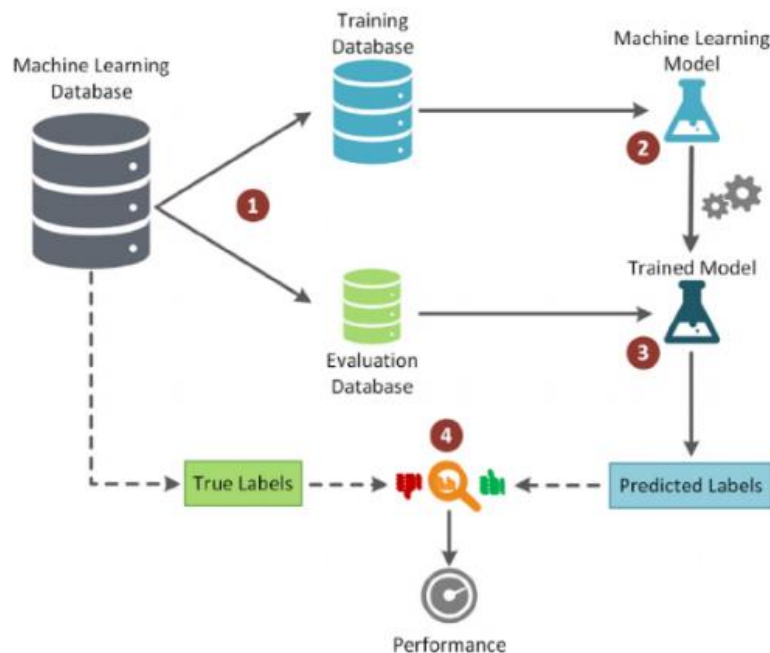 Training
Database
Machine Learning
Model
Machine Learning
Database
1
2
Trained Model
3
Evaluation
Database
4
True Labels
Predicted Labels
Performance